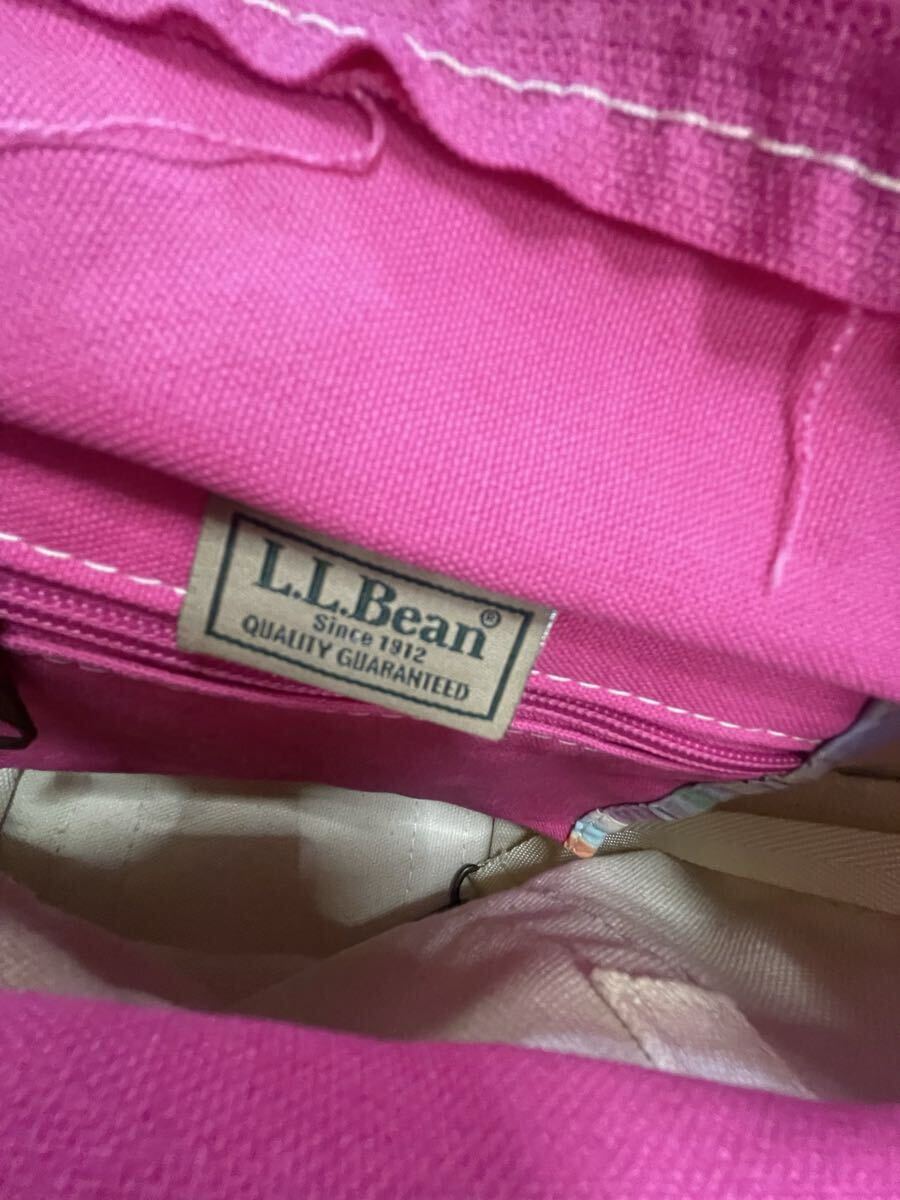 L.L.Bean®
Since 1912
QUALITY GUARANTEED